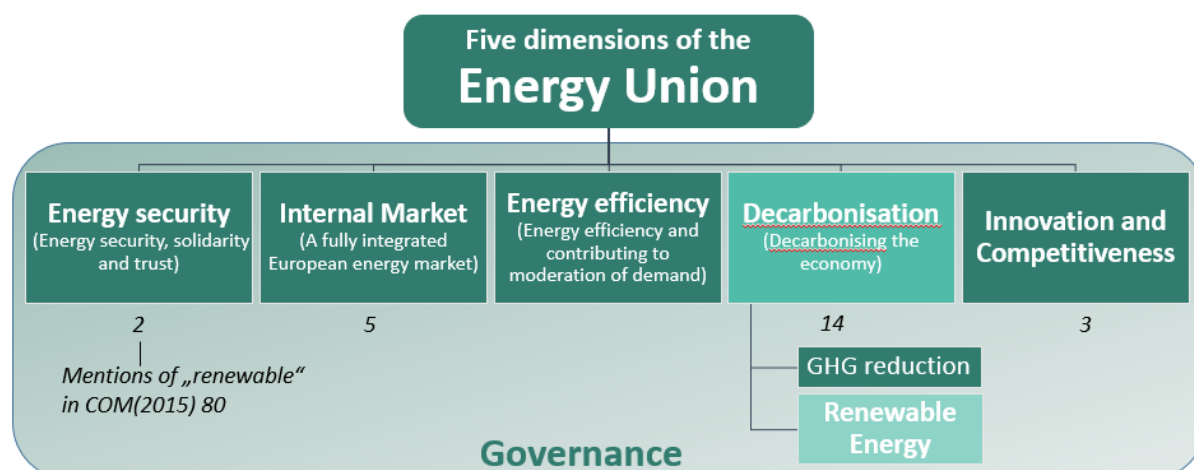 Five dimensions of the
Energy Union
Energy security
(Energy security, solidarity
and trust)
Internal Market
(A fully integrated
European energy market)
Energy efficiency
(Energy efficiency and
contributing to
moderation of demand)
Decarbonisation
(Decarbonising the
economy)
Innovation and
Competitiveness
2
5
14
3
Mentions of „renewable“
in COM(2015) 80
GHG reduction
Renewable
Energy
Governance